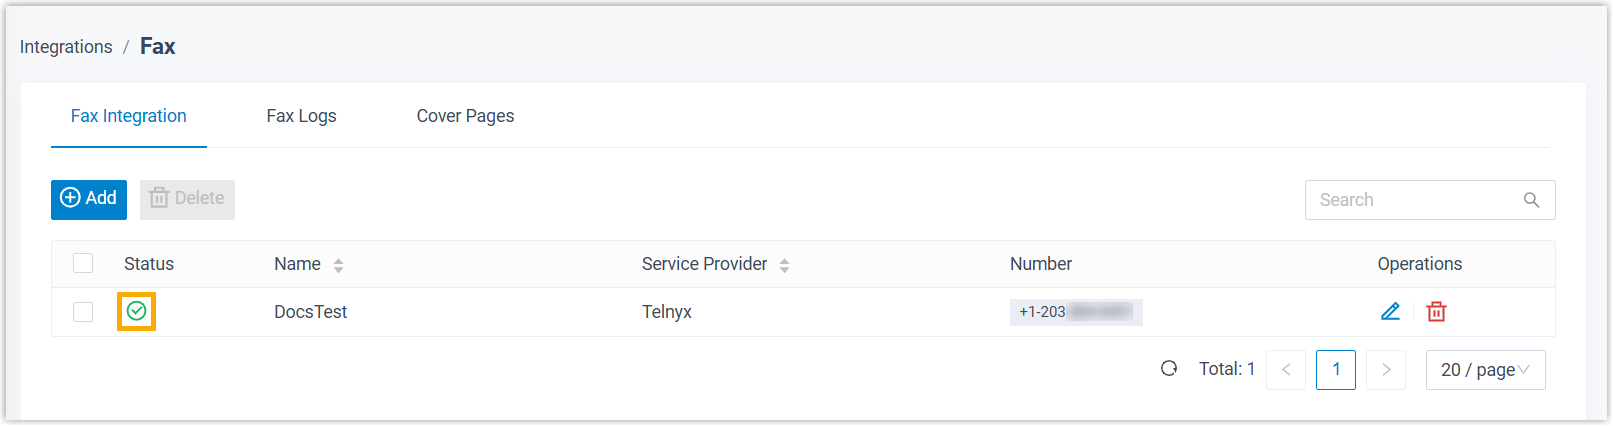 Integrations / Fax
Fax Integration Fax Logs Cover Pages
Add Delete Search
Status Name Service Provider Number Operations
DocsTest Telnyx +1-203
Total: 1 < 1 > 20 / page